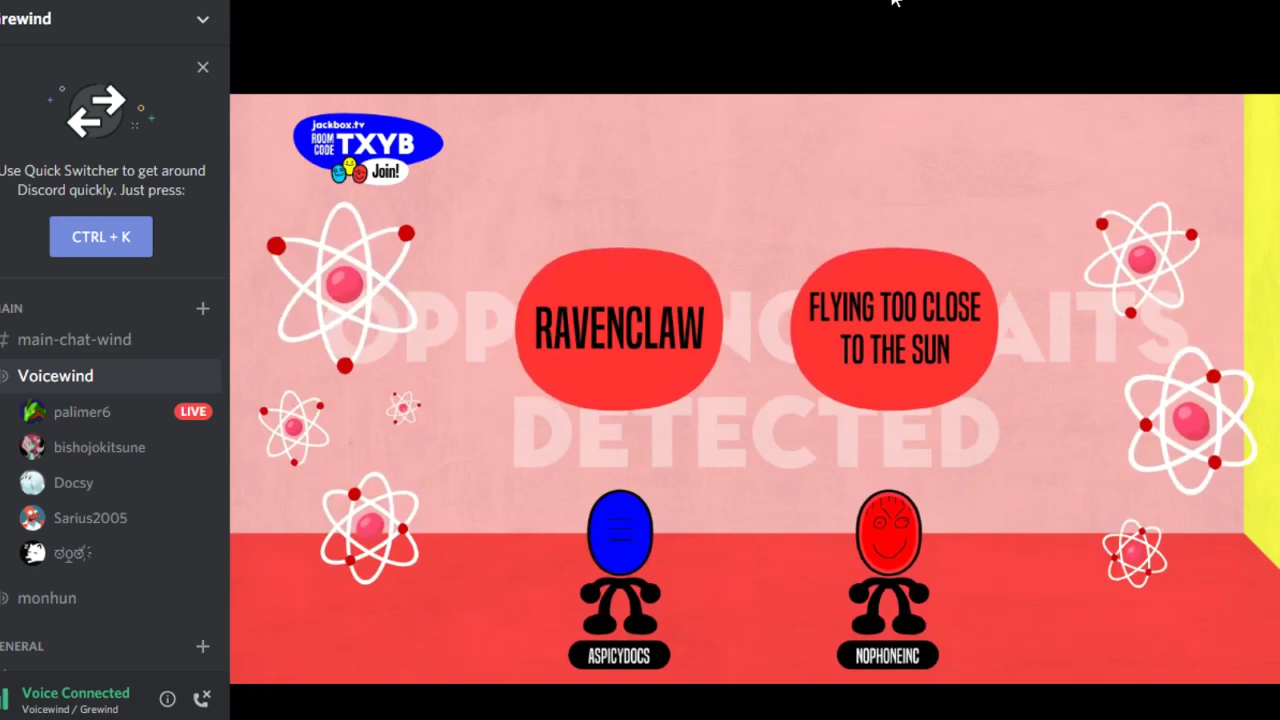 rewind
Use Quick Switcher to get around
Discord quickly. Just press:
CTRL + K
AIN
main-chat-wind
Voicewind
palimer6 LIVE
bishojokitsune
Docsy
Sarius2005
monhun
ENERAL
Voice Connected
Voicewind / Grewind
jackbox.tv
ROOM CODE TXYB
Join!
RAVENCLAW
FLYING TOO CLOSE
TO THE SUN
DETECTED
ASPICYDOCS
NOPHONEINC